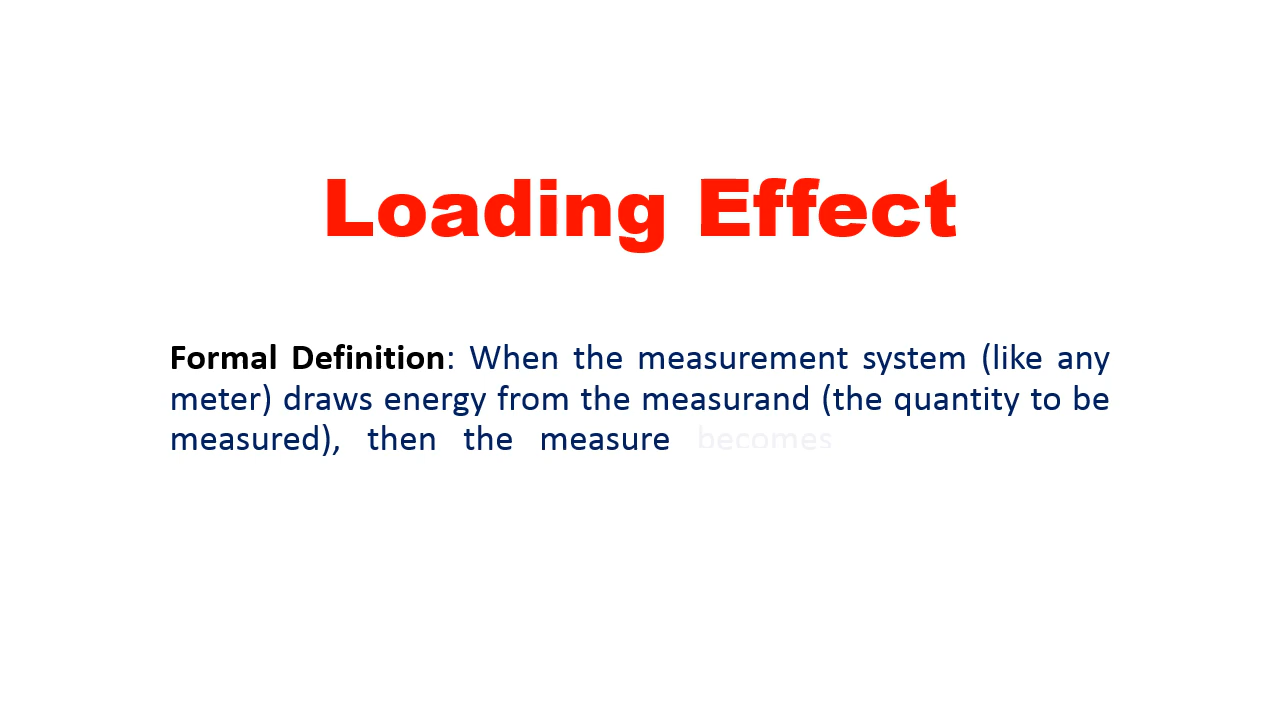 Loading Effect
Formal Definition: When the measurement system (like any
meter) draws energy from the measurand (the quantity to be
measured), then the measure becomes